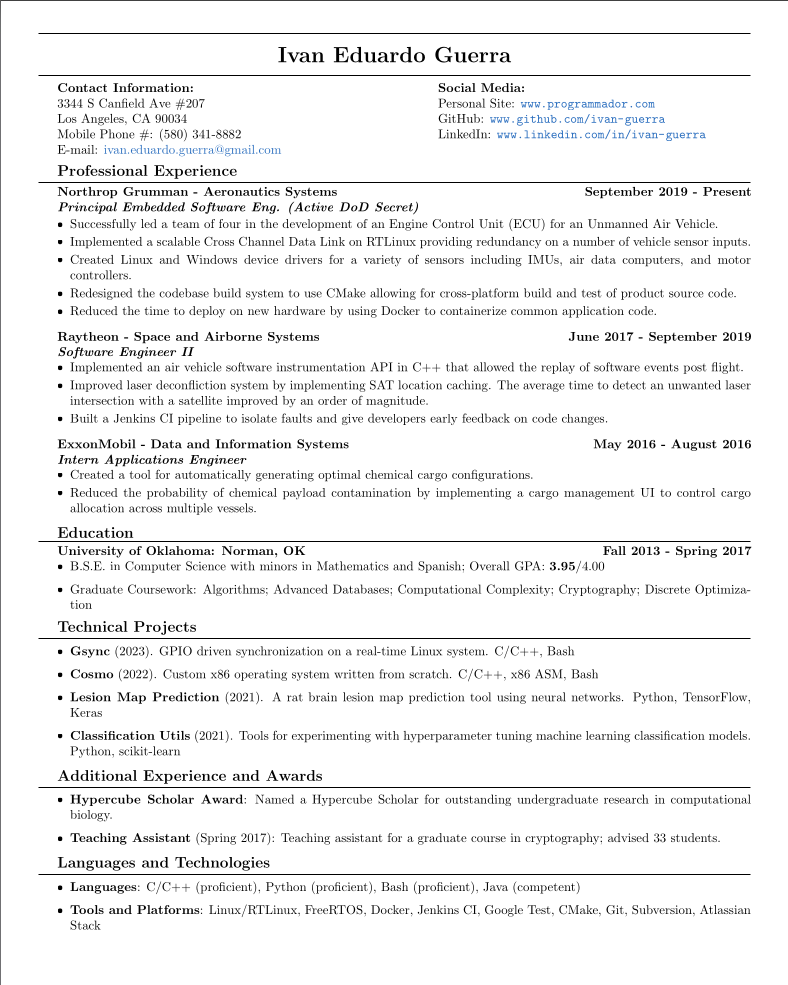 Ivan Eduardo Guerra
Contact Information:
3344 S Canfield Ave #207
Los Angeles, CA 90034
Mobile Phone #: (580) 341-8882
E-mail: ivan.eduardo.guerra@gmail.com
Social Media:
Personal Site: www.programmador.com
GitHub: www.github.com/ivan-guerra
LinkedIn: www.linkedin.com/in/ivan-guerra
Professional Experience
Northrop Grumman - Aeronautics Systems September 2019 - Present
Principal Embedded Software Eng. (Active DoD Secret)
• Successfully led a team of four in the development of an Engine Control Unit (ECU) for an Unmanned Air Vehicle.
• Implemented a scalable Cross Channel Data Link on RTLinux providing redundancy on a number of vehicle sensor inputs.
• Created Linux and Windows device drivers for a variety of sensors including IMUs, air data computers, and motor
controllers.
• Redesigned the codebase build system to use CMake allowing for cross-platform build and test of product source code.
• Reduced the time to deploy on new hardware by using Docker to containerize common application code.
Raytheon - Space and Airborne Systems June 2017 - September 2019
Software Engineer II
• Implemented an air vehicle software instrumentation API in C++ that allowed the replay of software events post flight.
• Improved laser deconfliction system by implementing SAT location caching. The average time to detect an unwanted laser
intersection with a satellite improved by an order of magnitude.
• Built a Jenkins CI pipeline to isolate faults and give developers early feedback on code changes.
ExxonMobil - Data and Information Systems May 2016 - August 2016
Intern Applications Engineer
• Created a tool for automatically generating optimal chemical cargo configurations.
• Reduced the probability of chemical payload contamination by implementing a cargo management UI to control cargo
allocation across multiple vessels.
Education
University of Oklahoma: Norman, OK Fall 2013 - Spring 2017
• B.S.E. in Computer Science with minors in Mathematics and Spanish; Overall GPA: 3.95/4.00
• Graduate Coursework: Algorithms; Advanced Databases; Computational Complexity; Cryptography; Discrete Optimiza-
tion
Technical Projects
• Gsync (2023). GPIO driven synchronization on a real-time Linux system. C/C++, Bash
• Cosmo (2022). Custom x86 operating system written from scratch. C/C++, x86 ASM, Bash
• Lesion Map Prediction (2021). A rat brain lesion map prediction tool using neural networks. Python, TensorFlow,
Keras
• Classification Utils (2021). Tools for experimenting with hyperparameter tuning machine learning classification models.
Python, scikit-learn
Additional Experience and Awards
• Hypercube Scholar Award: Named a Hypercube Scholar for outstanding undergraduate research in computational
biology.
• Teaching Assistant (Spring 2017): Teaching assistant for a graduate course in cryptography; advised 33 students.
Languages and Technologies
• Languages: C/C++ (proficient), Python (proficient), Bash (proficient), Java (competent)
• Tools and Platforms: Linux/RTLinux, FreeRTOS, Docker, Jenkins CI, Google Test, CMake, Git, Subversion, Atlassian
Stack